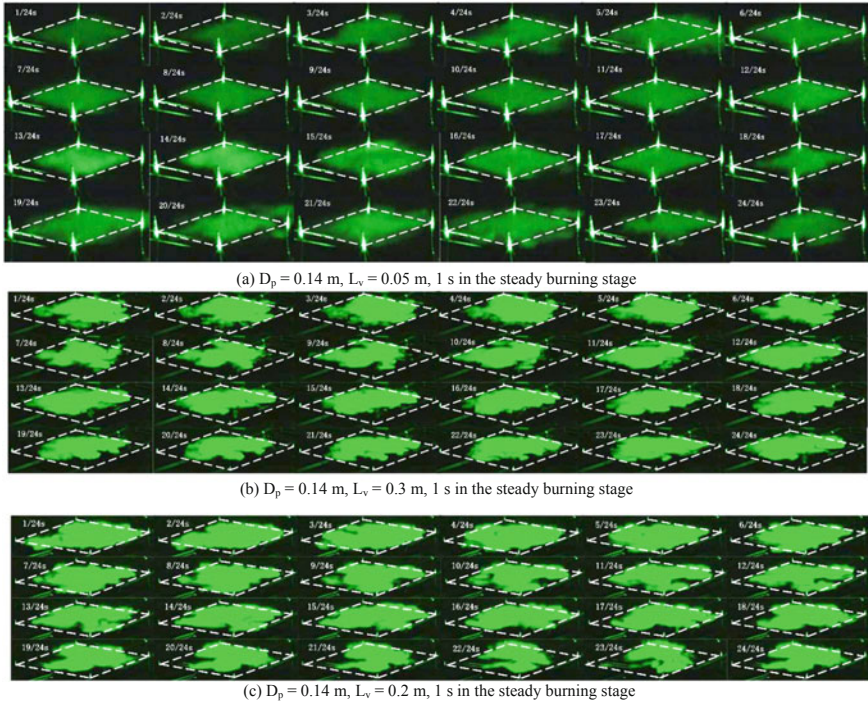 1/24s 2/24s 3/24s 4/24s 5/24s 6/24s
7/24s 8/24s 9/24s 10/24s 11/24s 12/24s
13/24s 14/24s 15/24s 16/24s 17/24s 18/24s
19/24s 20/24s 21/24s 22/24s 23/24s 24/24s
(a) Dp = 0.14 m, Lv = 0.05 m, 1 s in the steady burning stage
1/24s 2/24s 3/24s 4/24s 5/24s 6/24s
7/24s 8/24s 9/24s 10/24s 11/24s 12/24s
13/24s 14/24s 15/24s 16/24s 17/24s 18/24s
19/24s 20/24s 21/24s 22/24s 23/24s 24/24s
(b) Dp = 0.14 m, Lv = 0.3 m, 1 s in the steady burning stage
1/24s 2/24s 3/24s 4/24s 5/24s 6/24s
7/24s 8/24s 9/24s 10/24s 11/24s 12/24s
13/24s 14/24s 15/24s 16/24s 17/24s 18/24s
19/24s 20/24s 21/24s 22/24s 23/24s 24/24s
(c) Dp = 0.14 m, Lv = 0.2 m, 1 s in the steady burning stage